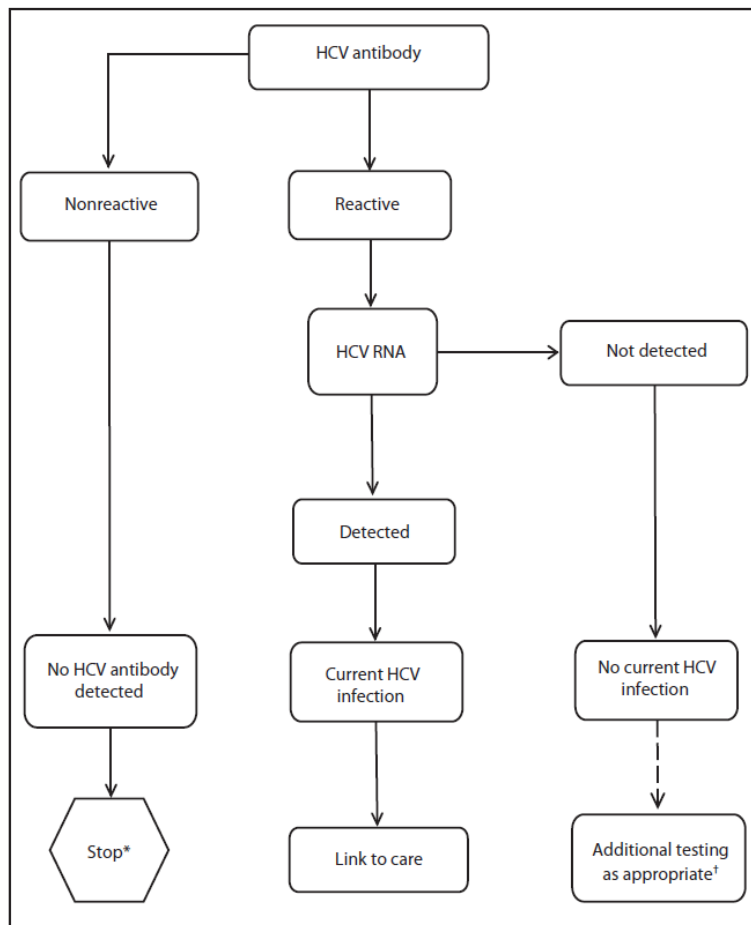 HCV antibody
Nonreactive
Reactive
HCV RNA
Not detected
Detected
No HCV antibody
detected
Current HCV
infection
No current HCV
infection
Stop*
Link to care
Additional testing
as appropriate†